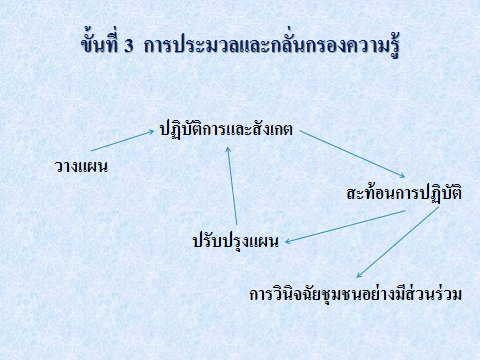 ขั้นที่ 3 การประมวลและกลั่นกรองความรู้
ปฏิบัติการและสังเกต
วางแผน
สะท้อนการปฏิบัติ
ปรับปรุงแผน
การวินิจฉัยชุมชนอย่างมีส่วนร่วม